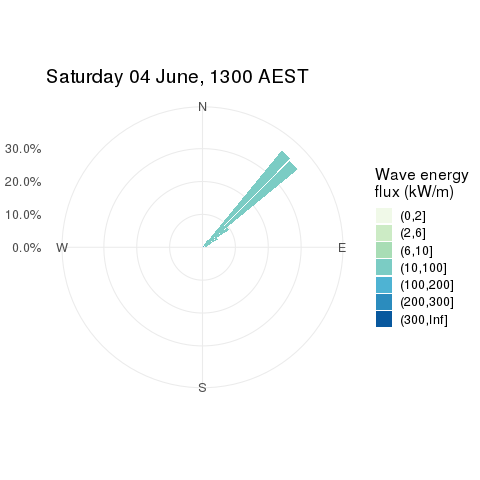 Saturday 04 June, 1300 AEST
N
30.0%
20.0%
10.0%
0.0%
W
E
S
Wave energy
flux (kW/m)
(0,2]
(2,6]
(6,10]
(10,100]
(100,200]
(200,300]
(300,Inf]